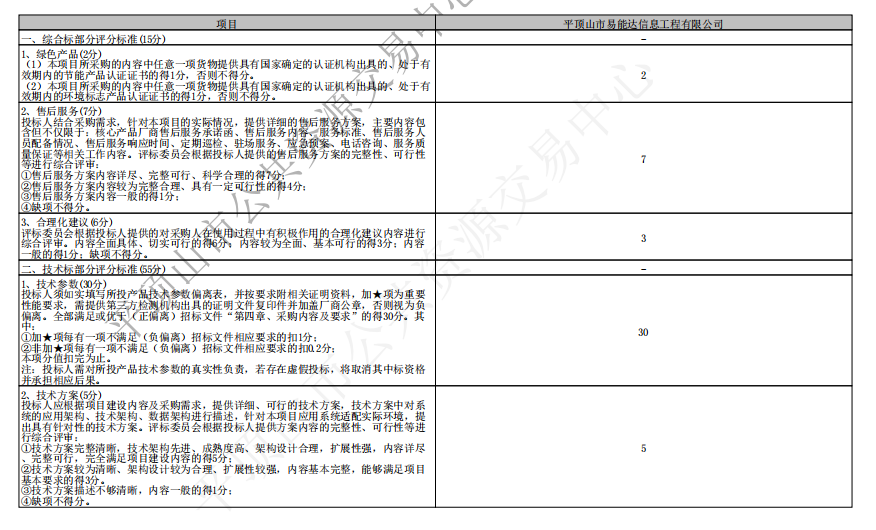 项目
平顶山市易能达信息工程有限公司
一、综合标部分评分标准(15分)
-
1、绿色产品(2分)
(1)本项目所采购的内容中任意一项货物提供具有国家确定的认证机构出具的、处于有
效期内的节能产品认证证书的得1分，否则不得分。
(2)本项目所采购的内容中任意一项货物提供具有国家确定的认证机构出具的、处于有
效期内的环境标志产品认证证书的得1分，否则不得分。
2
2、售后服务(7分)
投标人结合采购需求，针对本项目的实际情况，提供详细的售后服务方案，主要内容包
含但不仅限于：核心产品厂商售后服务承诺函、售后服务内容、服务标准、售后服务人
员配备情况、售后服务响应时间、定期巡检、驻场服务、应急预案、电话咨询、服务质
量保证等相关工作内容。评标委员会根据投标人提供的售后服务方案的完整性、可行性
等进行综合评审：
①售后服务方案内容详尽、完整可行、科学合理的得7分；
②售后服务方案内容较为完整合理、具有一定可行性的得4分；
③售后服务方案内容一般的得1分；
④缺项不得分。
7
3、合理化建议(6分)
评标委员会根据投标人提供的对采购人在使用过程中有积极作用的合理化建议内容进行
综合评审。内容全面具体、切实可行的得6分；内容较为全面、基本可行的得3分；内容
一般的得1分；缺项不得分。
3
二、技术标部分评分标准(55分)
-
1、技术参数(30分)
投标人须如实填写所投产品技术参数偏离表，并按要求附相关证明资料，加★项为重要
性能要求，需提供第三方检测机构出具的证明文件复印件并加盖厂商公章，否则视为负
偏离。全部满足或优于（正偏离）招标文件“第四章、采购内容及要求”的得30分。其
中：
①加★项每有一项不满足（负偏离）招标文件相应要求的扣1分；
②非加★项每有一项不满足（负偏离）招标文件相应要求的扣0.2分；
本项分值扣完为止。
注：投标人需对所投产品技术参数的真实性负责，若存在虚假投标，将取消其中标资格
并承担相应后果。
30
2、技术方案(5分)
投标人应根据项目建设内容及采购需求，提供详细、可行的技术方案，技术方案中对系
统的应用架构、技术架构、数据架构进行描述，针对本项目应用系统适配实际环境，提
出具有针对性的技术方案。评标委员会根据投标人提供方案内容的完整性、可行性等进
行综合评审：
①技术方案完整清晰，技术架构先进、成熟度高、架构设计合理，扩展性强，内容详尽
、完整可行，完全满足项目建设内容的得5分；
②技术方案较为清晰、架构设计较为合理、扩展性较强，内容基本完整，能够满足项目
基本要求的得3分。
③技术方案描述不够清晰，内容一般的得1分；
④缺项不得分。
5
平顶山市公共资源交易中心
平顶山市公共资源交易中心